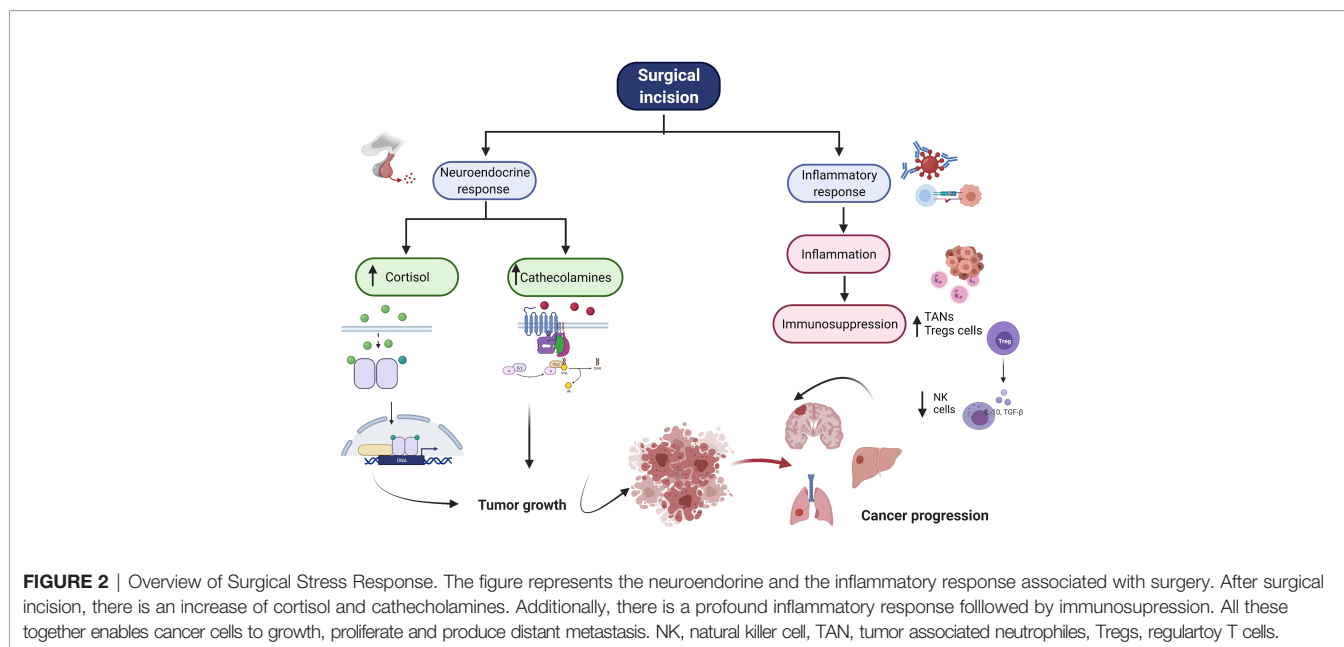 Surgical
incision
Neuroendocrine
response
Inflammatory
response
Cortisol
Cathecolamines
Inflammation
Immunosuppression
TANs
Tregs cells
Treg
NK
cells
IL-10, TGF-β
DNA
Tumor growth
Cancer progression
FIGURE 2 | Overview of Surgical Stress Response. The figure represents the neuroendorine and the inflammatory response associated with surgery. After surgical
incision, there is an increase of cortisol and cathecholamines. Additionally, there is a profound inflammatory response folllowed by immunosupression. All these
together enables cancer cells to growth, proliferate and produce distant metastasis. NK, natural killer cell, TAN, tumor associated neutrophiles, Tregs, regulartoy T cells.